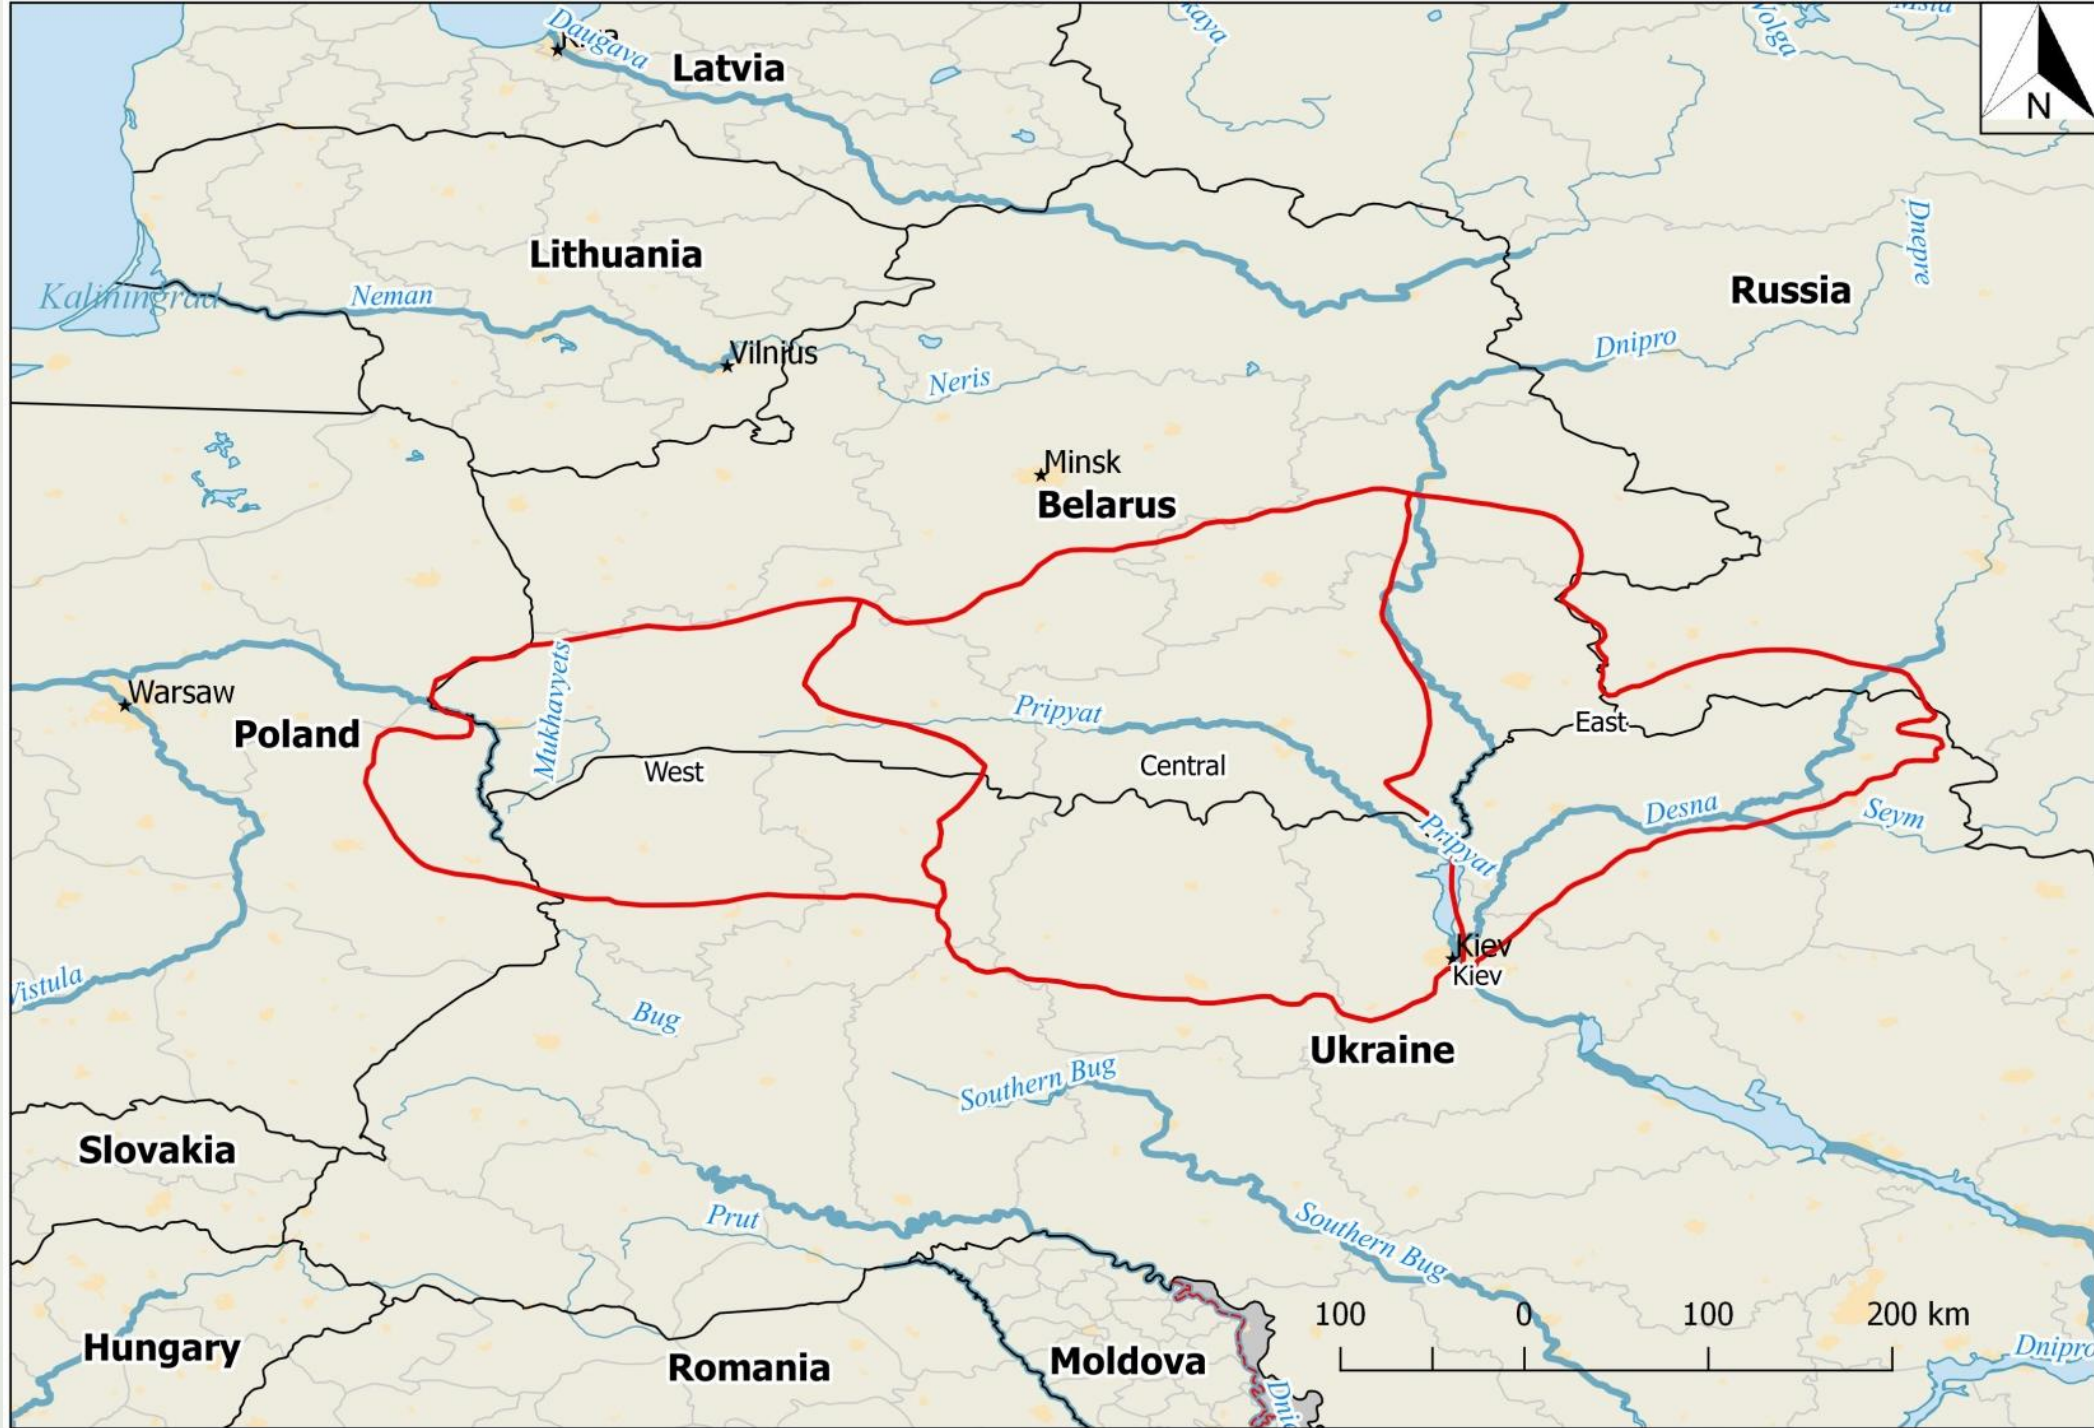 kaya
Volga
Msta
Daugava
Latvia
N
Lithuania
Dnepre
Kaliningrad
Neman
Russia
Vilnius
Neris
Dnipro
Minsk
Belarus
Warsaw
Mukhavyets
Poland
Pripyat
East
West
Central
Desna
Seym
Pripyat
Kiev
Kiev
Vistula
Bug
Ukraine
Southern Bug
Slovakia
Prut
Southern Bug
100 0 100 200 km
Hungary
Romania
Moldova
Dnipro